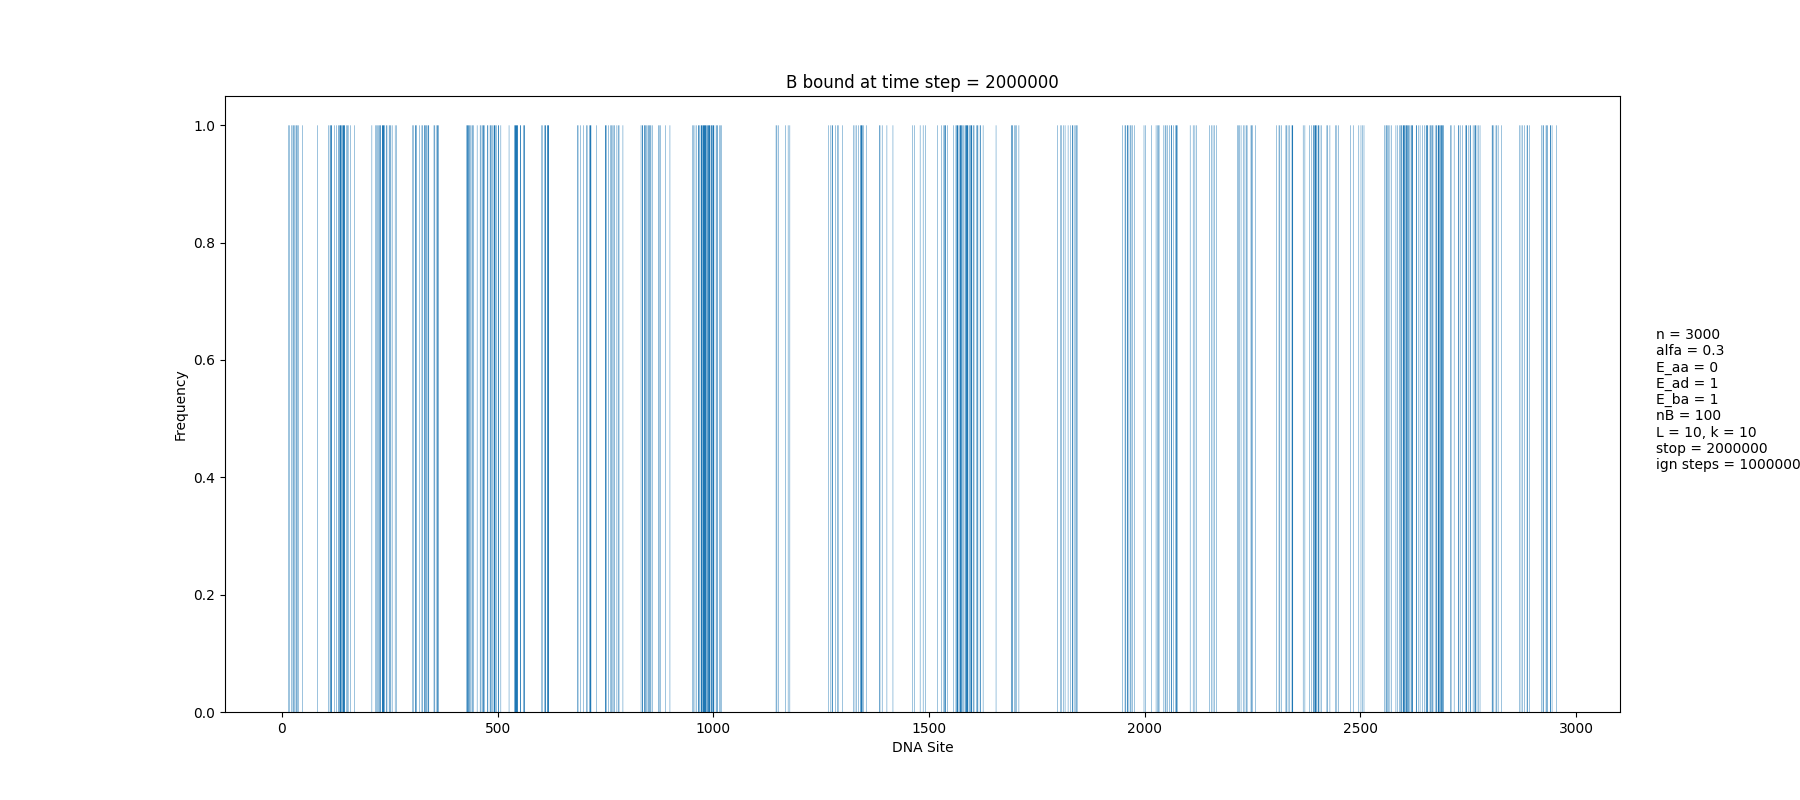 B bound at time step = 2000000
1.0
0.8
0.6
0.4
0.2
0.0
Frequency
0 500 1000 1500 2000 2500 3000
DNA Site
n = 3000
alfa = 0.3
E_aa = 0
E_ad = 1
E_ba = 1
nB = 100
L = 10, k = 10
stop = 2000000
ign steps = 1000000